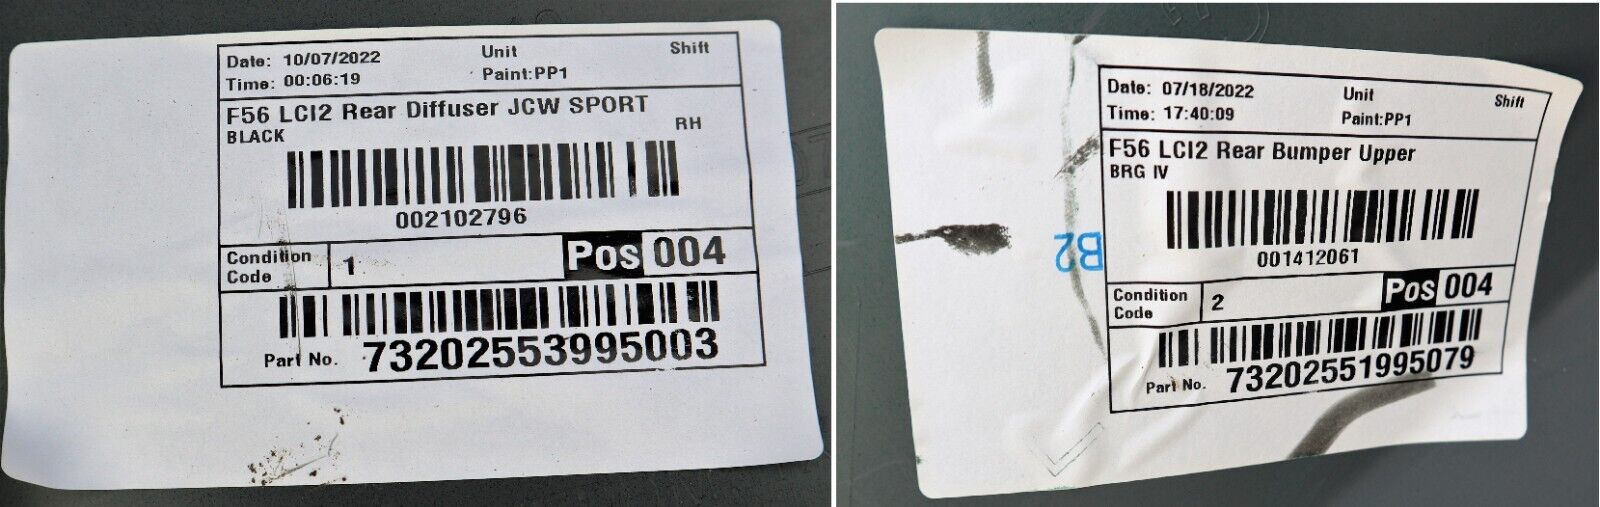 Date: 10/07/2022 Unit Shift
Time: 00:06:19 Paint:PP1
F56 LCI2 Rear Diffuser JCW SPORT
BLACK RH
002102796
Condition Code 1 Pos 004
Part No. 73202553995003
Date: 07/18/2022 Unit Shift
Time: 17:40:09 Paint:PP1
F56 LCI2 Rear Bumper Upper
BRG IV
001412061
B2
Condition Code 2 Pos 004
Part No. 73202551995079